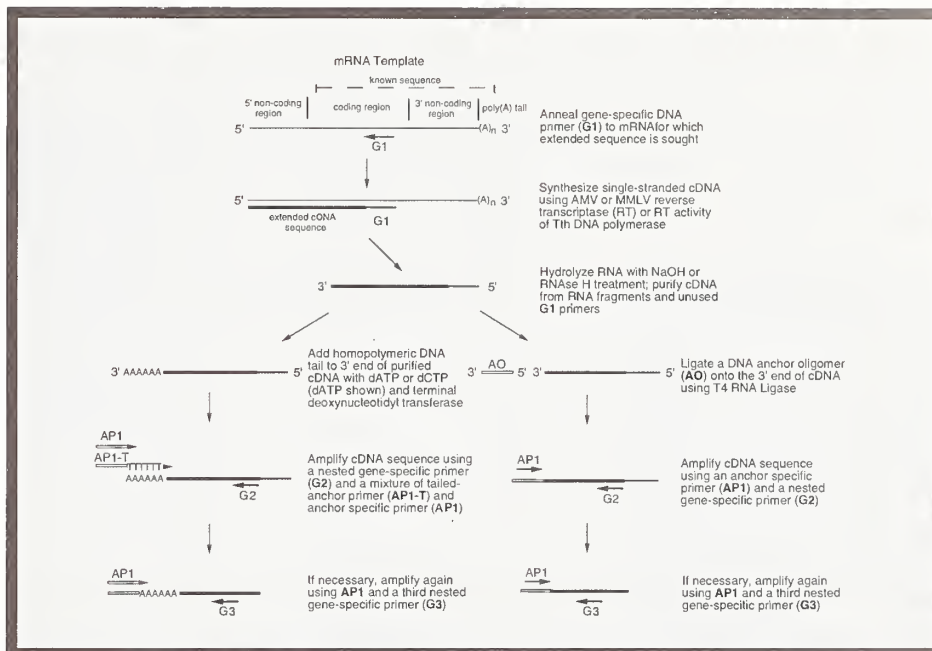 mRNA Template
known sequence
5' non-coding region
coding region
3' non-coding region
poly(A) tail
5'
(A)n 3'
G1
Anneal gene-specific DNA
primer (G1) to mRNAfor which
extended sequence is sought
5'
(A)n 3'
extended cDNA
sequence
G1
Synthesize single-stranded cDNA
using AMV or MMLV reverse
transcriptase (RT) or RT activity
of Tth DNA polymerase
3'
5'
Hydrolyze RNA with NaOH or
RNAse H treatment; purify cDNA
from RNA fragments and unused
G1 primers
3' AAAAAA
5'
Add homopolymeric DNA
tail to 3' end of purified
cDNA with dATP or dCTP
(dATP shown) and terminal
deoxynucleotidyl transferase
AO
3'
5' 3'
5'
Ligate a DNA anchor oligomer
(AO) onto the 3' end of cDNA
using T4 RNA Ligase
AP1
AP1-T
AAAAAA
G2
Amplify cDNA sequence using
a nested gene-specific primer
(G2) and a mixture of tailed-
anchor primer (AP1-T) and
anchor specific primer (AP1)
AP1
G2
Amplify cDNA sequence
using an anchor specific
primer (AP1) and a nested
gene-specific primer (G2)
AP1
AAAAAA
G3
If necessary, amplify again
using AP1 and a third nested
gene-specific primer (G3)
AP1
G3
If necessary, amplify again
using AP1 and a third nested
gene-specific primer (G3)